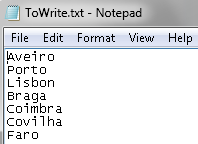 ToWrite.txt - Notepad
File Edit Format View Help
Aveiro
Porto
Lisbon
Braga
Coimbra
Covilha
Faro